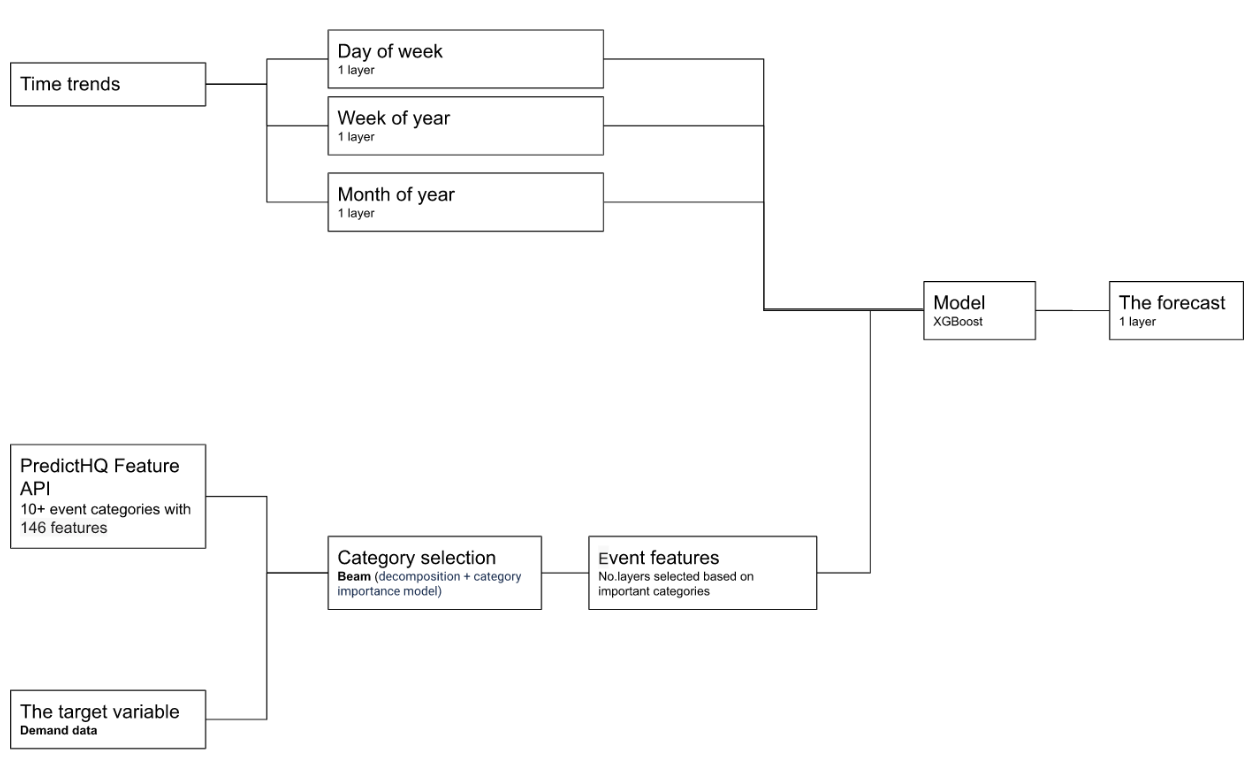 Day of week
1 layer
Time trends
Week of year
1 layer
Month of year
1 layer
Model
XGBoost
The forecast
1 layer
PredictHQ Feature
API
10+ event categories with
146 features
Category selection
Beam (decomposition + category
importance model)
Event features
No.layers selected based on
important categories
The target variable
Demand data